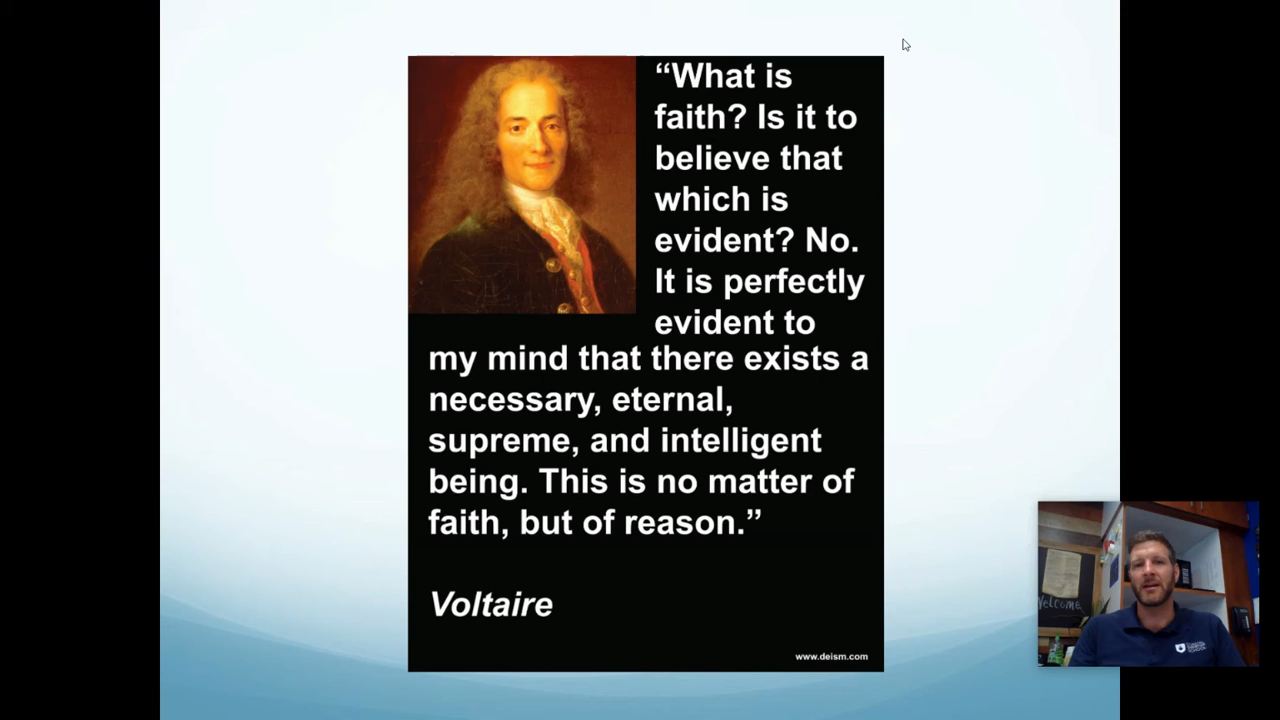 “What is
faith? Is it to
believe that
which is
evident? No.
It is perfectly
evident to
my mind that there exists a
necessary, eternal,
supreme, and intelligent
being. This is no matter of
faith, but of reason.”
Voltaire
www.deism.com
Welcome